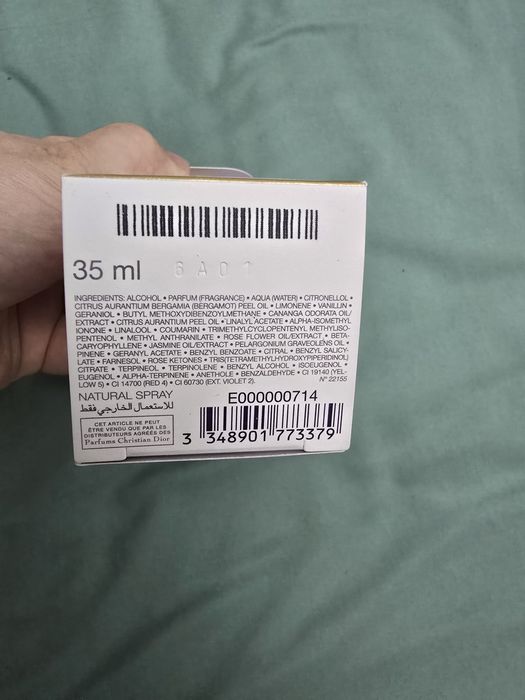 35 ml 6A01
INGREDIENTS: ALCOHOL • PARFUM (FRAGRANCE) • AQUA (WATER) • CITRONELLOL •
CITRUS AURANTIUM BERGAMIA (BERGAMOT) PEEL OIL • LIMONENE • VANILLIN •
GERANIOL • BUTYL METHOXYDIBENZOYLMETHANE • CANANGA ODORATA OIL/
EXTRACT • CITRUS AURANTIUM PEEL OIL • LINALYL ACETATE • ALPHA-ISOMETHYL
IONONE • LINALOOL • COUMARIN • TRIMETHYLCYCLOPENTENYL METHYLISO-
PENTENOL • METHYL ANTHRANILATE • ROSE FLOWER OIL/EXTRACT • BETA-
CARYOPHYLLENE • JASMINE OIL/EXTRACT • PELARGONIUM GRAVEOLENS OIL •
PINENE • GERANYL ACETATE • BENZYL BENZOATE • CITRAL • BENZYL SALICY-
LATE • FARNESOL • ROSE KETONES • TRIS(TETRAMETHYLHYDROXYPIPERIDINOL)
CITRATE • TERPINEOL • TERPINOLENE • BENZYL ALCOHOL • ISOEUGENOL •
EUGENOL • ALPHA-TERPINENE • ANETHOLE • BENZALDEHYDE • CI 19140 (YEL-
LOW 5) • CI 14700 (RED 4) • CI 60730 (EXT. VIOLET 2). N° 22155
NATURAL SPRAY
للاستعمال الخارجي فقط
E000000714
CET ARTICLE NE PEUT
ÊTRE VENDU QUE PAR LES
DISTRIBUTEURS AGRÉÉS DES
Parfums Christian Dior
3 348901 773379